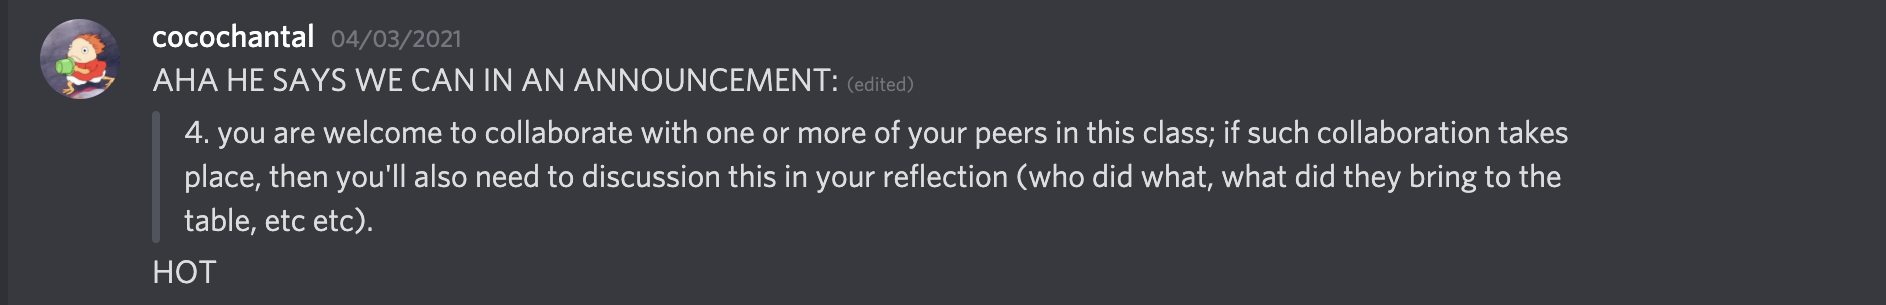 cocochantal 04/03/2021
AHA HE SAYS WE CAN IN AN ANNOUNCEMENT: (edited)
4. you are welcome to collaborate with one or more of your peers in this class; if such collaboration takes
place, then you'll also need to discussion this in your reflection (who did what, what did they bring to the
table, etc etc).
HOT